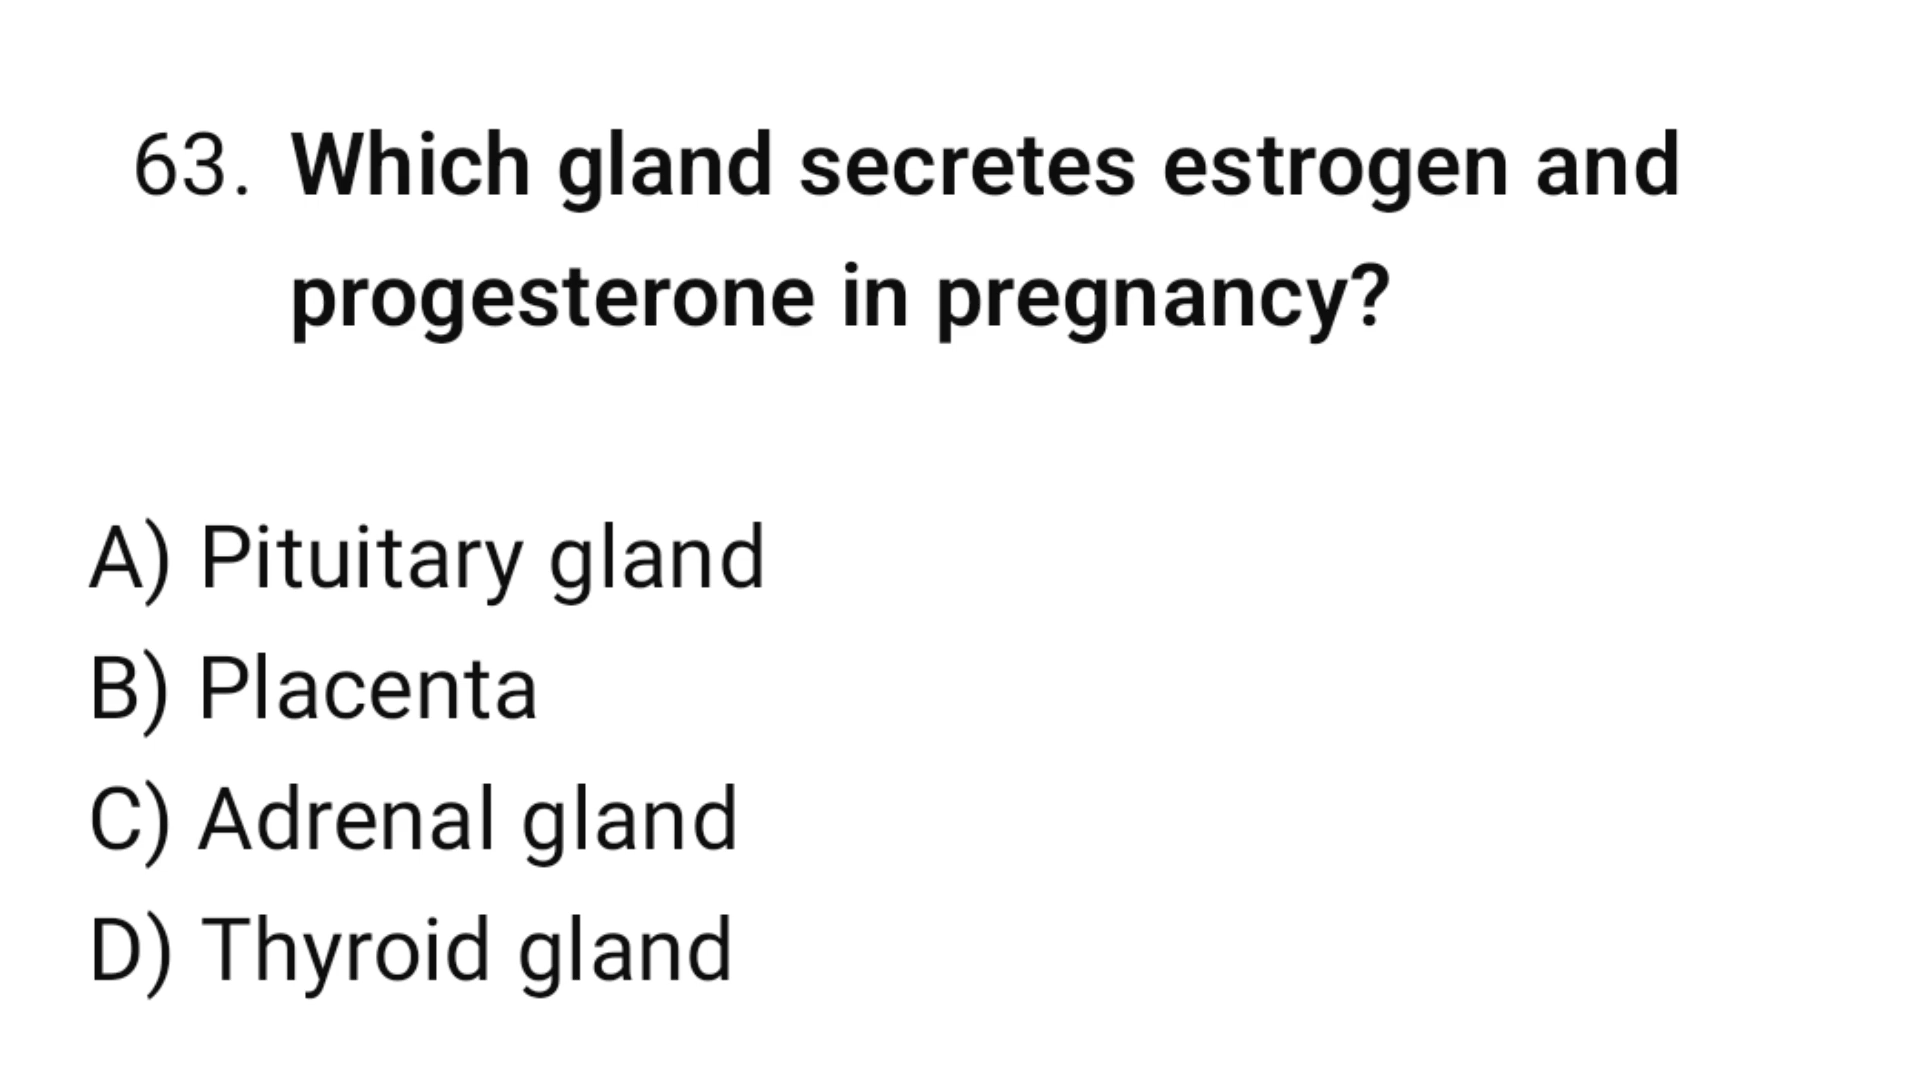 63. Which gland secretes estrogen and
progesterone in pregnancy?
A) Pituitary gland
B) Placenta
C) Adrenal gland
D) Thyroid gland